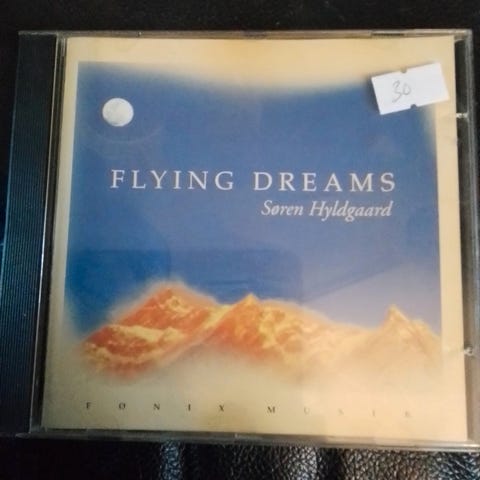 30
FLYING DREAMS
Søren Hyldgaard
FØNIX MUSIK